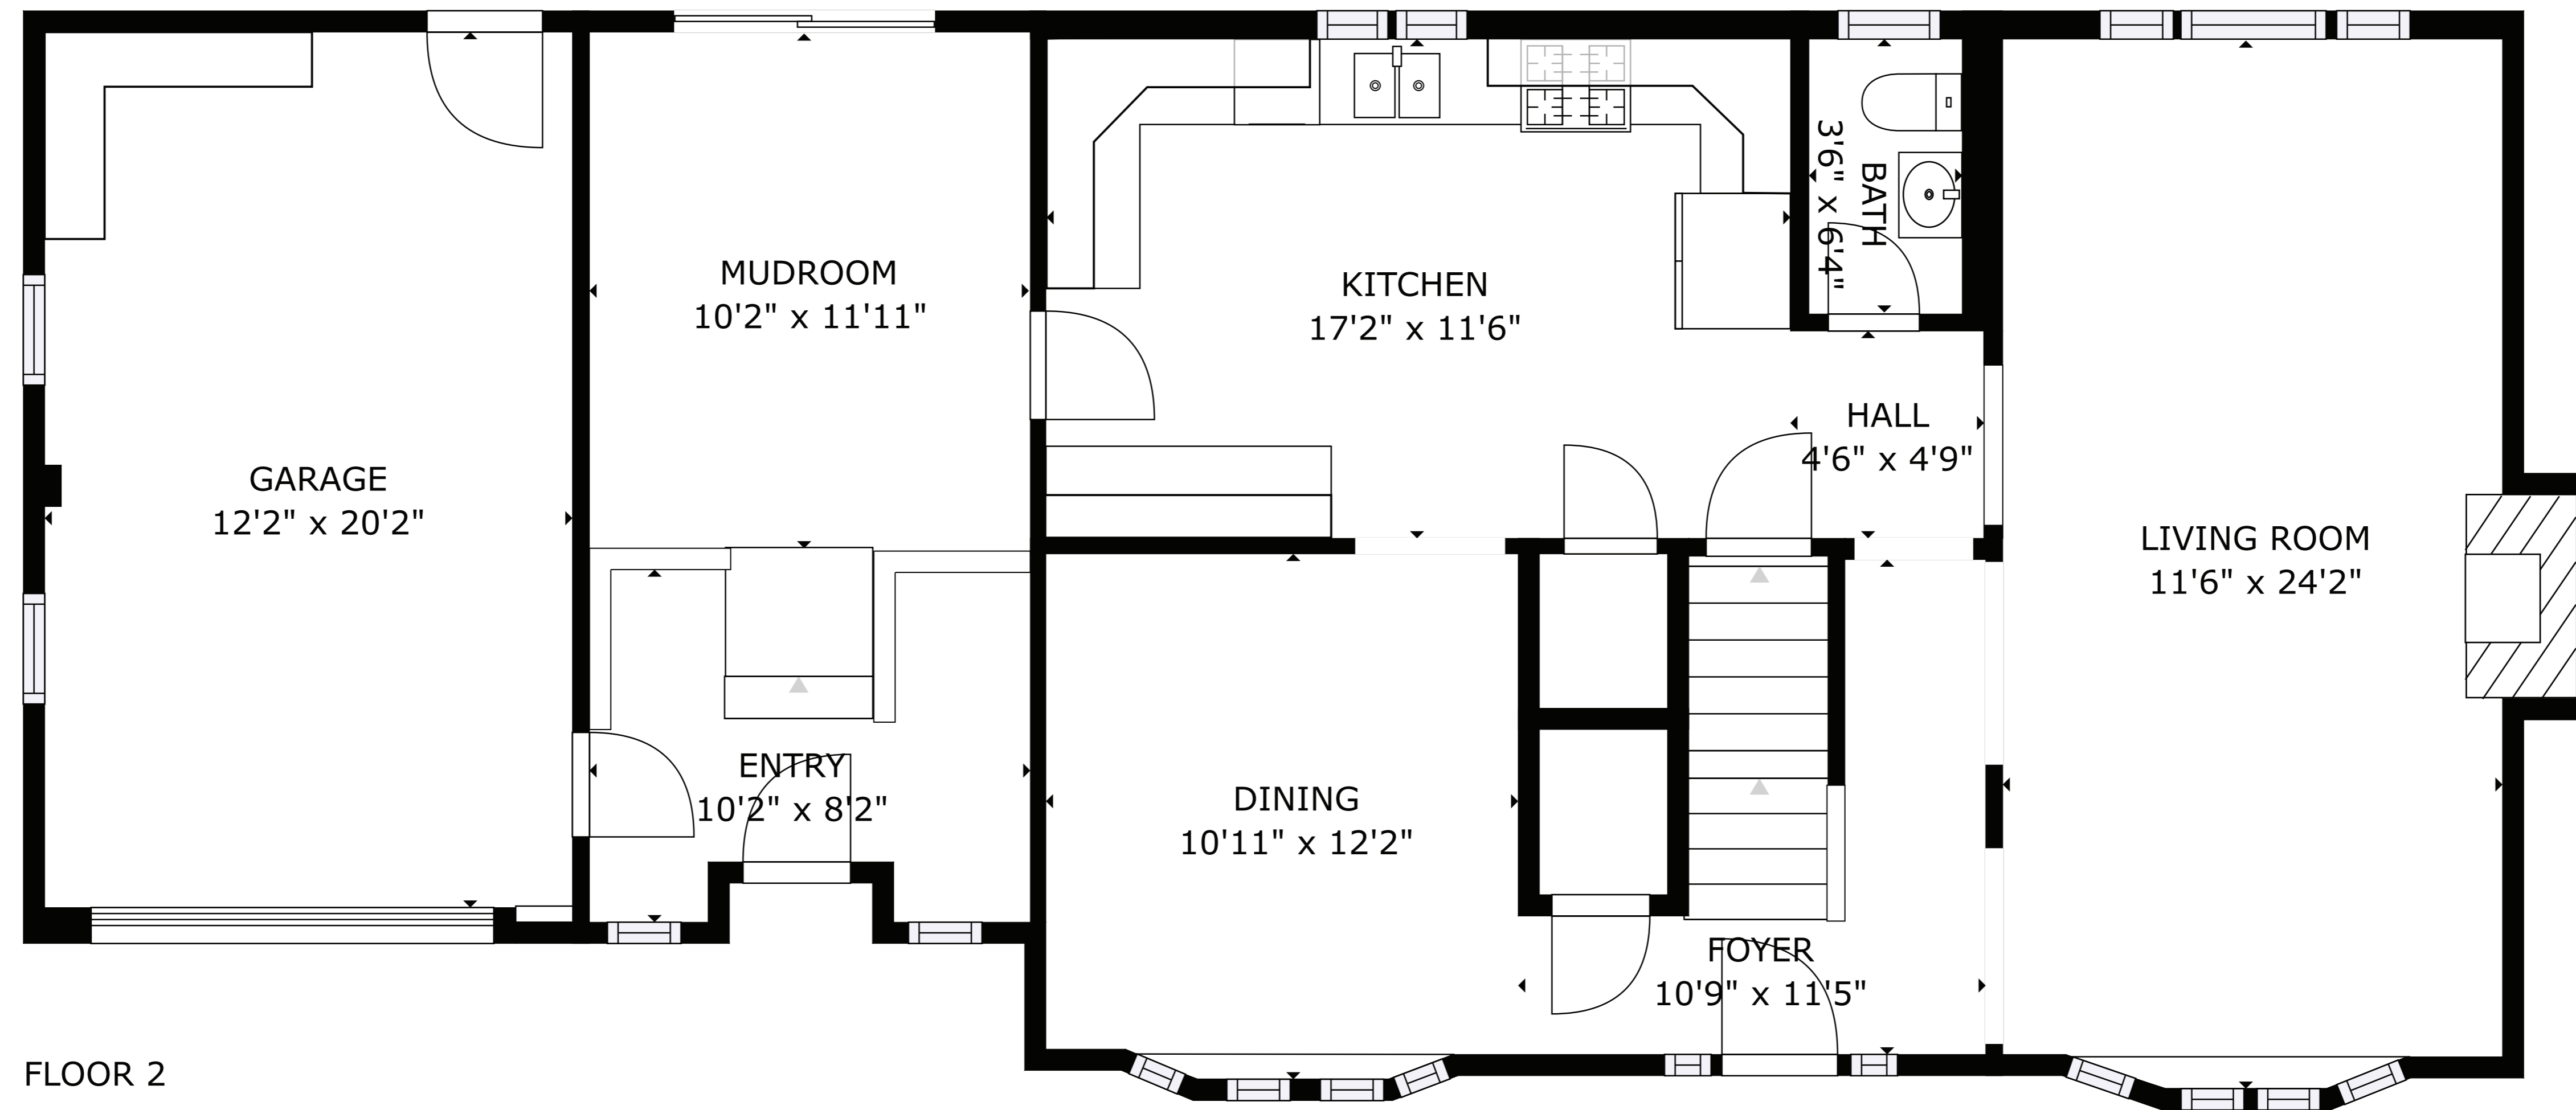 MUDROOM
10'2" x 11'11"
KITCHEN
17'2" x 11'6"
BATH
3'6" x 6'4"
HALL
4'6" x 4'9"
GARAGE
12'2" x 20'2"
LIVING ROOM
11'6" x 24'2"
ENTRY
10'2" x 8'2"
DINING
10'11" x 12'2"
FOYER
10'9" x 11'5"
FLOOR 2